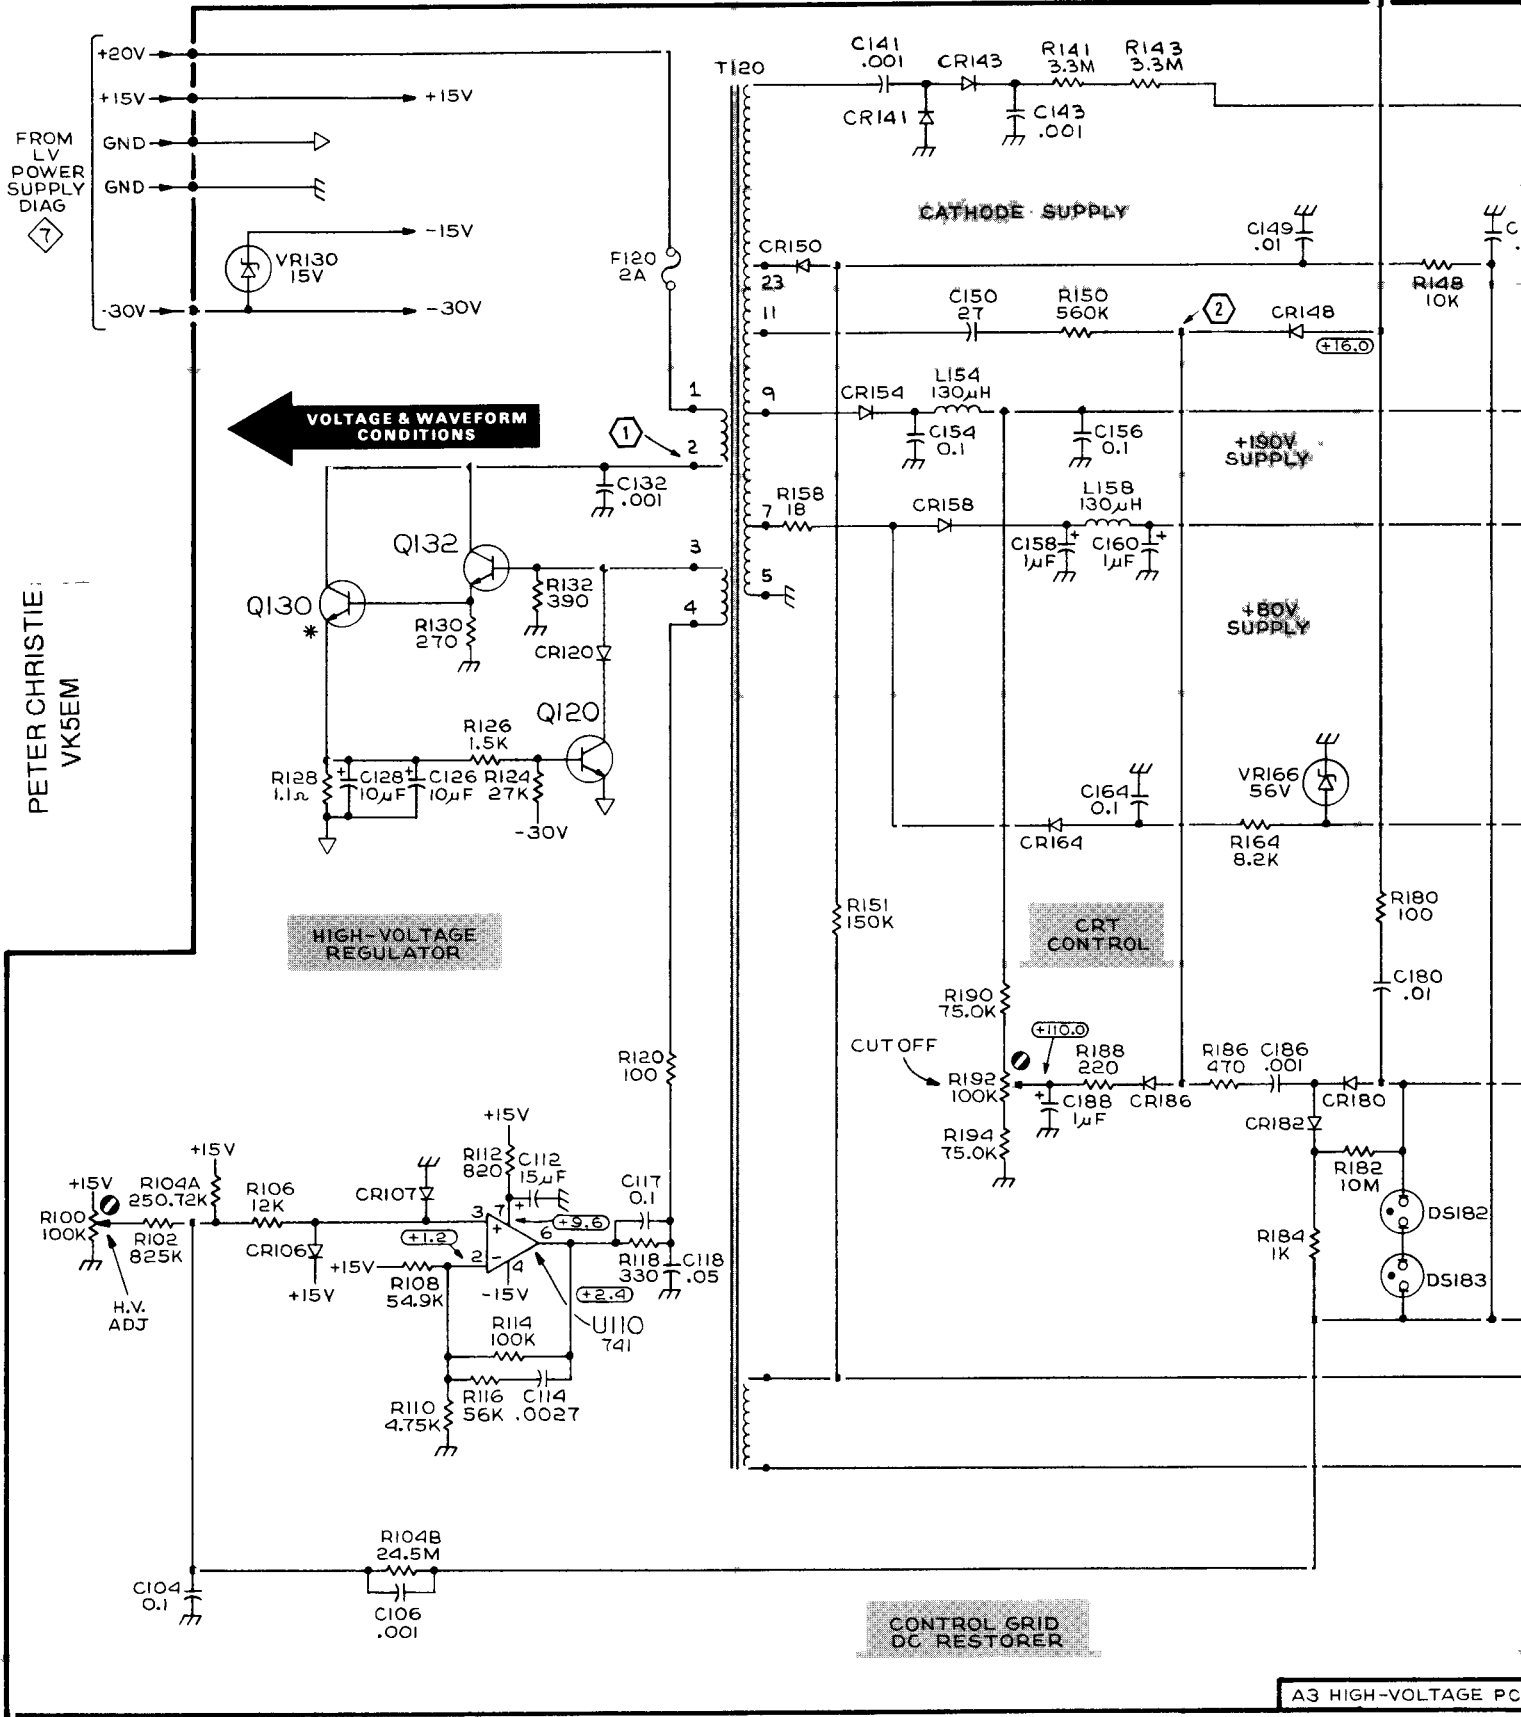 +20V
+15V
GND
GND
-30V
FROM
LV
POWER
SUPPLY
DIAG
7
+15V
-15V
VR130
15V
-30V
F120
2A
T120
C141
.001
CR143
R141
3.3M
R143
3.3M
CR141
C143
.001
CATHODE SUPPLY
CR150
23
C149
.01
R148
10K
11
C150
27
R150
560K
2
CR148
+16.0
VOLTAGE & WAVEFORM
CONDITIONS
1
1
2
9
CR154
L154
130µH
C154
0.1
C156
0.1
+190V
SUPPLY
C132
.001
7
R158
18
CR158
L158
130µH
C158
1µF
C160
1µF
5
+80V
SUPPLY
Q132
3
4
R132
390
Q130
*
R130
270
CR120
Q120
R126
1.5K
R128
1.1Ω
C128
10µF
C126
10µF
R124
27K
-30V
PETER CHRISTIE
VK5EM
C164
0.1
VR166
56V
CR164
R164
8.2K
R151
150K
HIGH-VOLTAGE
REGULATOR
CRT
CONTROL
R180
100
C180
.01
R190
75.0K
CUTOFF
+110.0
R192
100K
R188
220
C188
1µF
CR186
R186
470
C186
.001
CR180
R194
75.0K
CR182
R182
10M
DS182
R184
1K
DS183
R120
100
+15V
R112
820
C112
15µF
C117
0.1
+15V
+15V
R104A
250.72K
R106
12K
CR107
R100
100K
R102
825K
CR106
+15V
H.V.
ADJ
3
+
7
+9.6
6
+1.2
2
-
4
-15V
+15V
R108
54.9K
R118
330
C118
.05
+2.4
U110
741
R114
100K
R116
56K
C114
.0027
R110
4.75K
R104B
24.5M
C104
0.1
C106
.001
CONTROL GRID
DC RESTORER
A3 HIGH-VOLTAGE PC